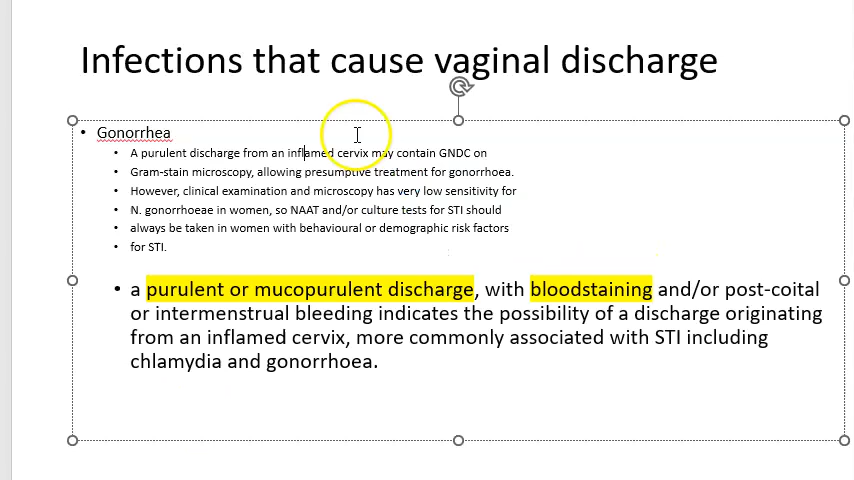 Infections that cause vaginal discharge
• Gonorrhea
• A purulent discharge from an inflamed cervix may contain GNDC on
• Gram-stain microscopy, allowing presumptive treatment for gonorrhoea.
• However, clinical examination and microscopy has very low sensitivity for
• N. gonorrhoeae in women, so NAAT and/or culture tests for STI should
• always be taken in women with behavioural or demographic risk factors
• for STI.
• a purulent or mucopurulent discharge, with bloodstaining and/or post-coital
or intermenstrual bleeding indicates the possibility of a discharge originating
from an inflamed cervix, more commonly associated with STI including
chlamydia and gonorrhoea.